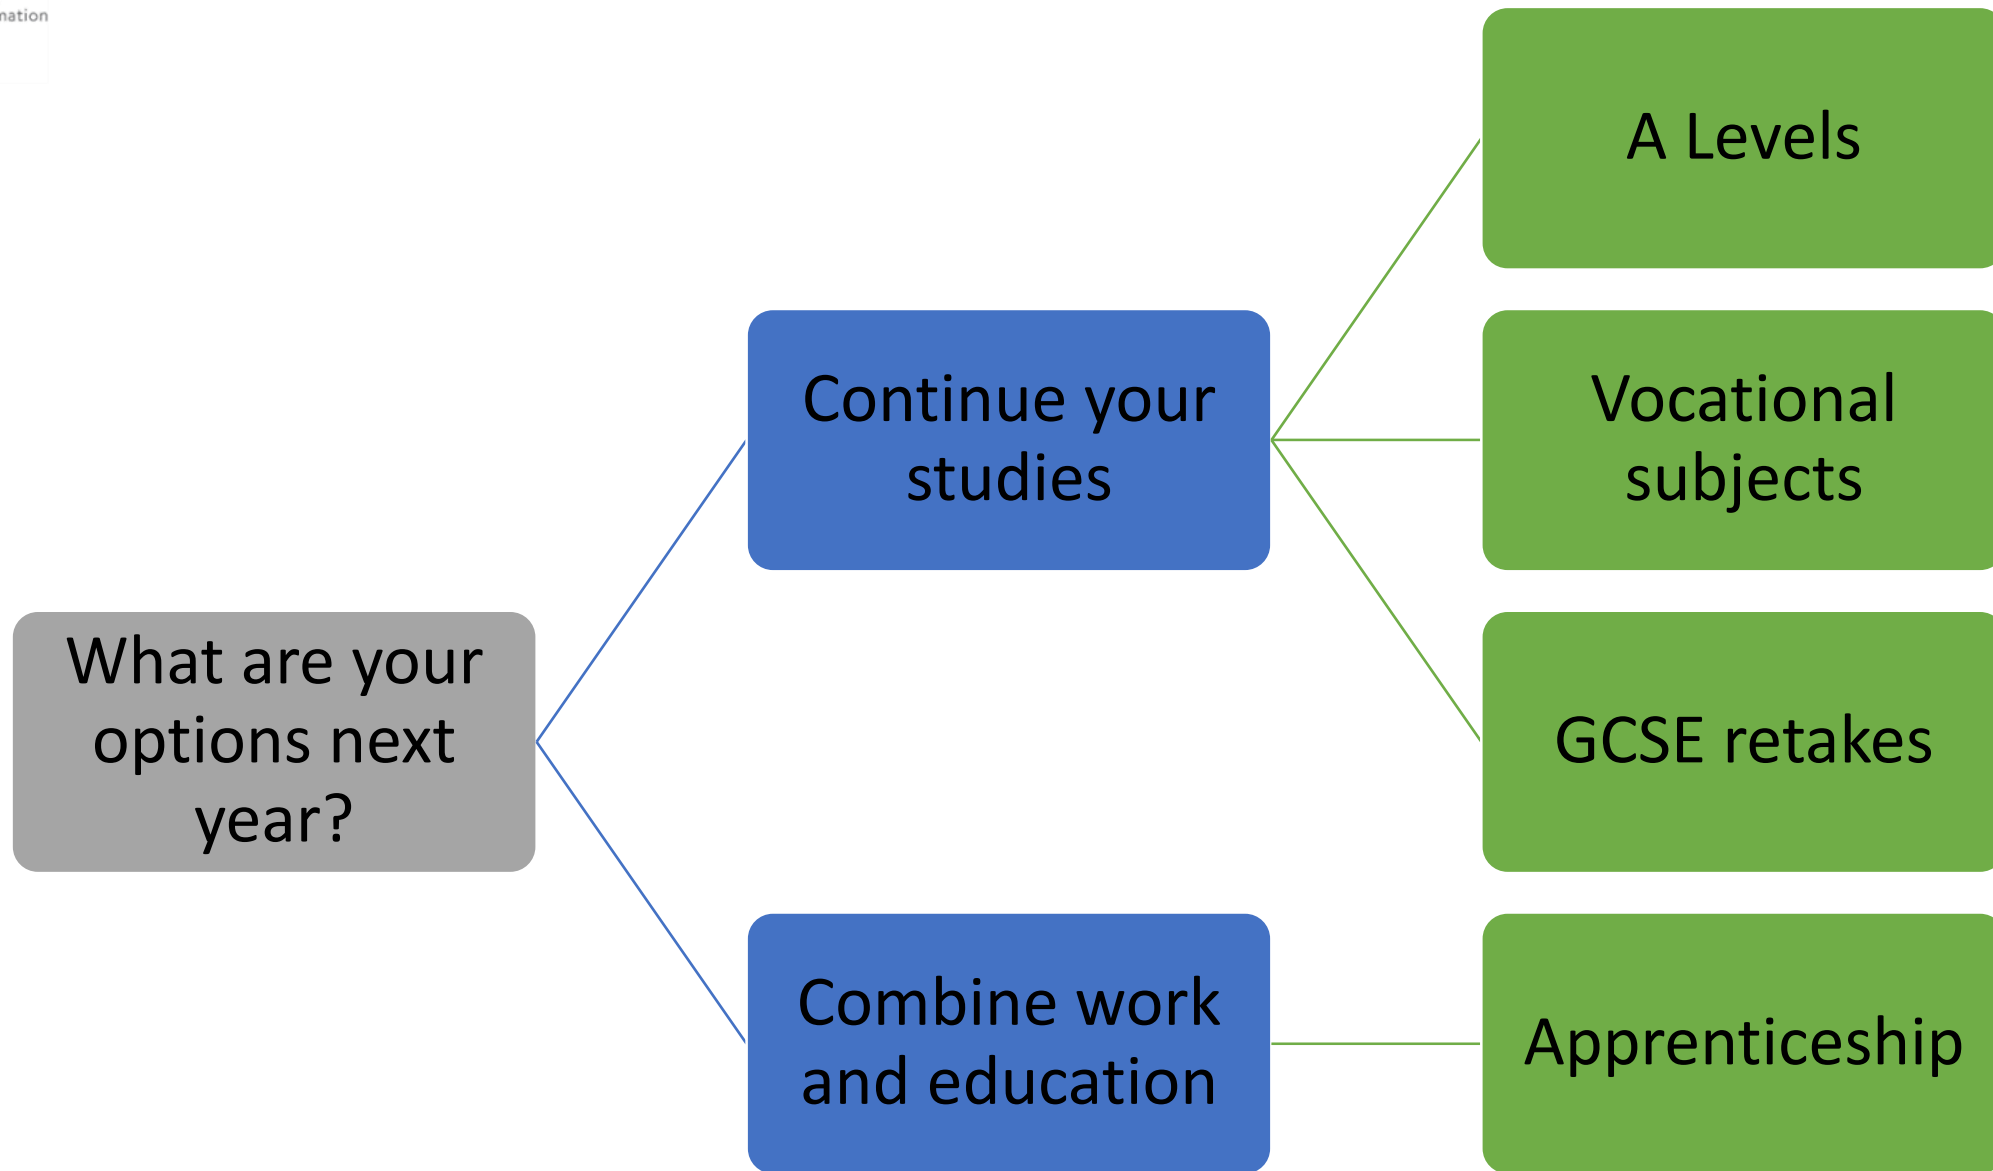 What are your
options next
year?
Continue your
studies
Combine work
and education
A Levels
Vocational
subjects
GCSE retakes
Apprenticeship